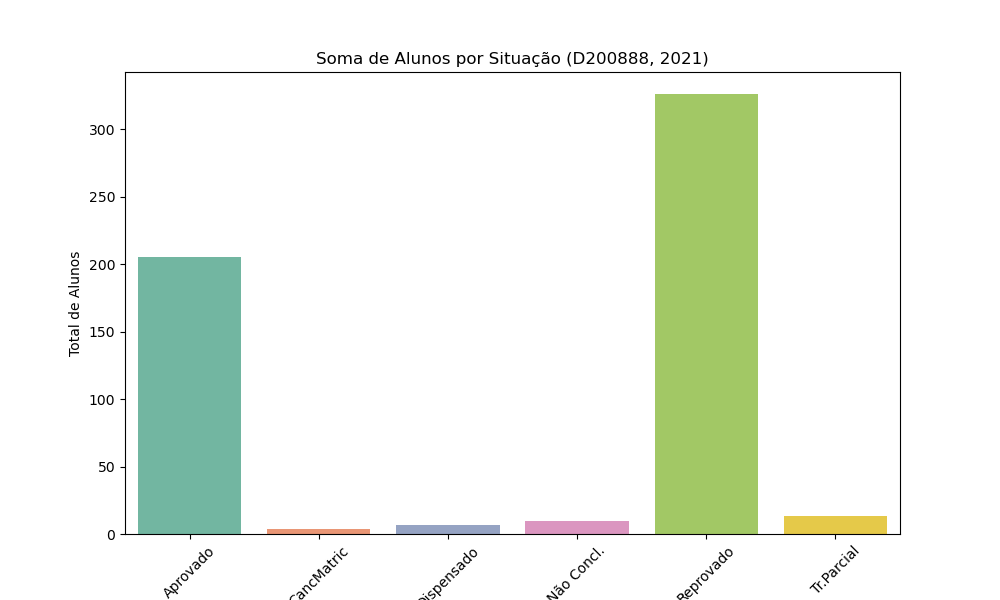 Soma de Alunos por Situação (D200888, 2021)
Total de Alunos
300
250
200
150
100
50
0
Aprovado
CancMatric
Dispensado
Não Concl.
Reprovado
Tr.Parcial